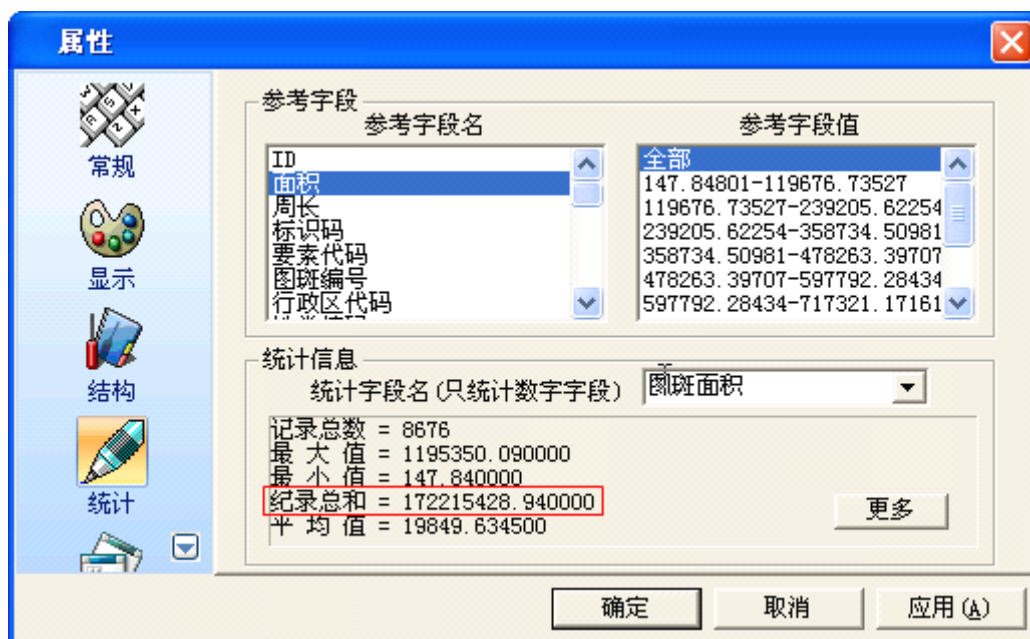 属性
常规
显示
结构
统计
参考字段
参考字段名
参考字段值
ID
面积
周长
标识码
要素代码
图斑编号
行政区代码
全部
147.84801-119676.73527
119676.73527-239205.62254
239205.62254-358734.50981
358734.50981-478263.39707
478263.39707-597792.28434
597792.28434-717321.17161
统计信息
统计字段名(只统计数字字段)
图斑面积
记录总数 = 8676
最 大 值 = 1195350.090000
最 小 值 = 147.840000
纪录总和 = 172215428.940000
平 均 值 = 19849.634500
更多
确定
取消
应用(A)